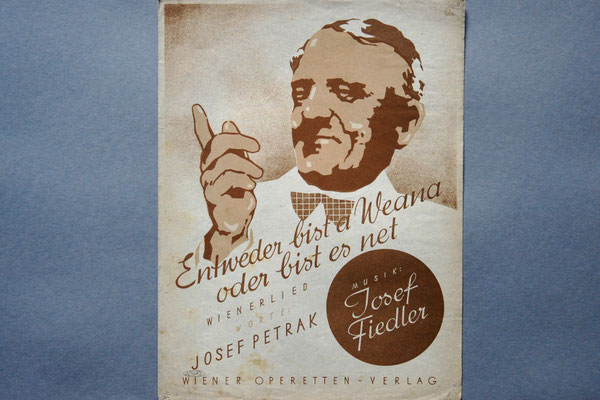 Entweder bist a Weana
oder bist es net
WIENERLIED
WORTE:
JOSEF PETRAK
MUSIK:
Josef
Fiedler
WIENER OPERETTEN-VERLAG